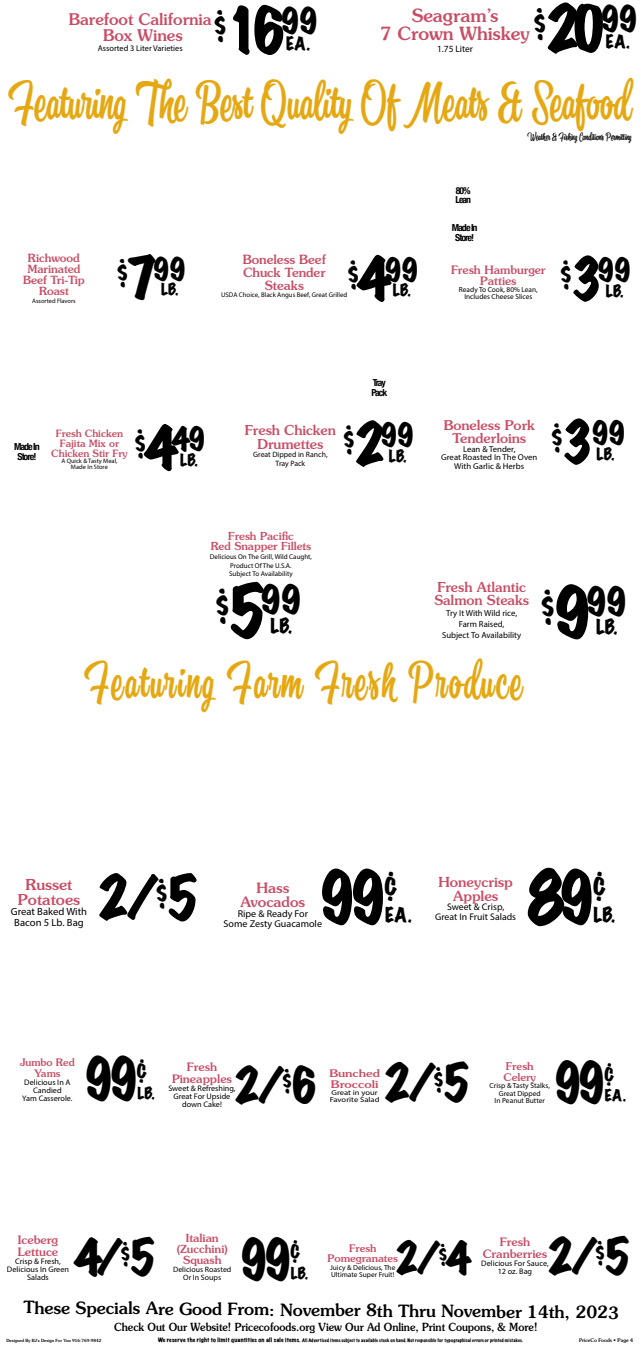 Barefoot California
Box Wines
Assorted 3 Liter Varieties
$16.99 EA.
Seagram's
7 Crown Whiskey
1.75 Liter
$20.99 EA.
Featuring The Best Quality Of Meats & Seafood
Weather & Fishing Conditions Permitting
80%
Lean
Made In
Store!
Richwood
Marinated
Beef Tri-Tip
Roast
Assorted Flavors
$7.99 LB.
Boneless Beef
Chuck Tender
Steaks
USDA Choice, Black Angus Beef, Great Grilled
$4.99 LB.
Fresh Hamburger
Patties
Ready To Cook, 80% Lean,
Includes Cheese Slices
$3.99 LB.
Made In
Store!
Fresh Chicken
Fajita Mix or
Chicken Stir Fry
A Quick & Tasty Meal,
Made In Store
$4.49 LB.
Tray
Pack
Fresh Chicken
Drumettes
Great Dipped in Ranch,
Tray Pack
$2.99 LB.
Boneless Pork
Tenderloins
Lean & Tender,
Great Roasted In The Oven
With Garlic & Herbs
$3.99 LB.
Fresh Pacific
Red Snapper Fillets
Delicious On The Grill, Wild Caught,
Product Of The U.S.A.
Subject To Availability
$5.99 LB.
Fresh Atlantic
Salmon Steaks
Try It With Wild rice,
Farm Raised,
Subject To Availability
$9.99 LB.
Featuring Farm Fresh Produce
Russet
Potatoes
Great Baked With
Bacon 5 Lb. Bag
2/$5
Hass
Avocados
Ripe & Ready For
Some Zesty Guacamole
99¢ EA.
Honeycrisp
Apples
Sweet & Crisp,
Great In Fruit Salads
89¢ LB.
Jumbo Red
Yams
Delicious In A
Candied
Yam Casserole.
99¢ LB.
Fresh
Pineapples
Sweet & Refreshing,
Great For Upside
down Cake!
2/$6
Bunched
Broccoli
Great in your
Favorite Salad
2/$5
Fresh
Celery
Crisp & Tasty Stalks,
Great Dipped
In Peanut Butter
99¢ EA.
Iceberg
Lettuce
Crisp & Fresh,
Delicious In Green
Salads
4/$5
Italian
(Zucchini)
Squash
Delicious Roasted
Or In Soups
99¢ LB.
Fresh
Pomegranates
Juicy & Delicious, The
Ultimate Super Fruit!
2/$4
Fresh
Cranberries
Delicious For Sauce,
12 oz. Bag
2/$5
These Specials Are Good From: November 8th Thru November 14th, 2023
Check Out Our Website! Pricecofoods.org View Our Ad Online, Print Coupons, & More!
Designed By BJ's Design For You 916-769-9842
We reserve the right to limit quantities on all sale items. All Advertised items subject to available stock on hand. Not responsible for typographical errors or printed mistakes.
PriceCo Foods • Page 4